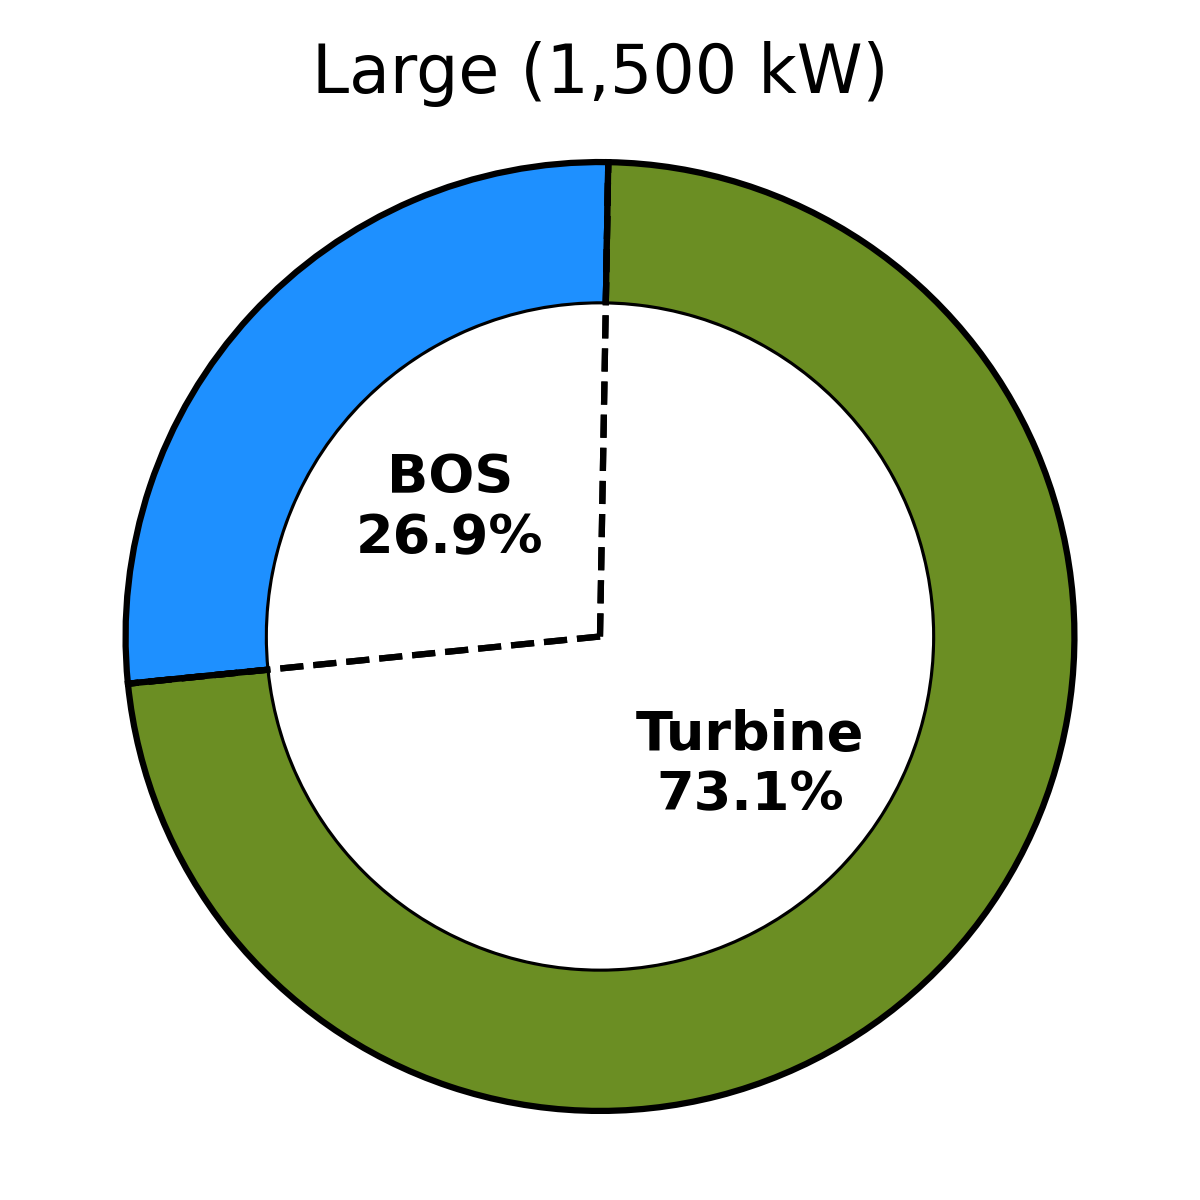 Large (1,500 kW)
BOS
26.9%
Turbine
73.1%